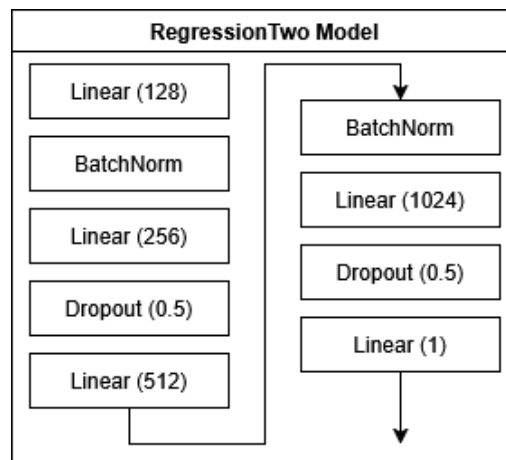 RegressionTwo Model
Linear (128)
BatchNorm
Linear (256)
Dropout (0.5)
Linear (512)
BatchNorm
Linear (1024)
Dropout (0.5)
Linear (1)